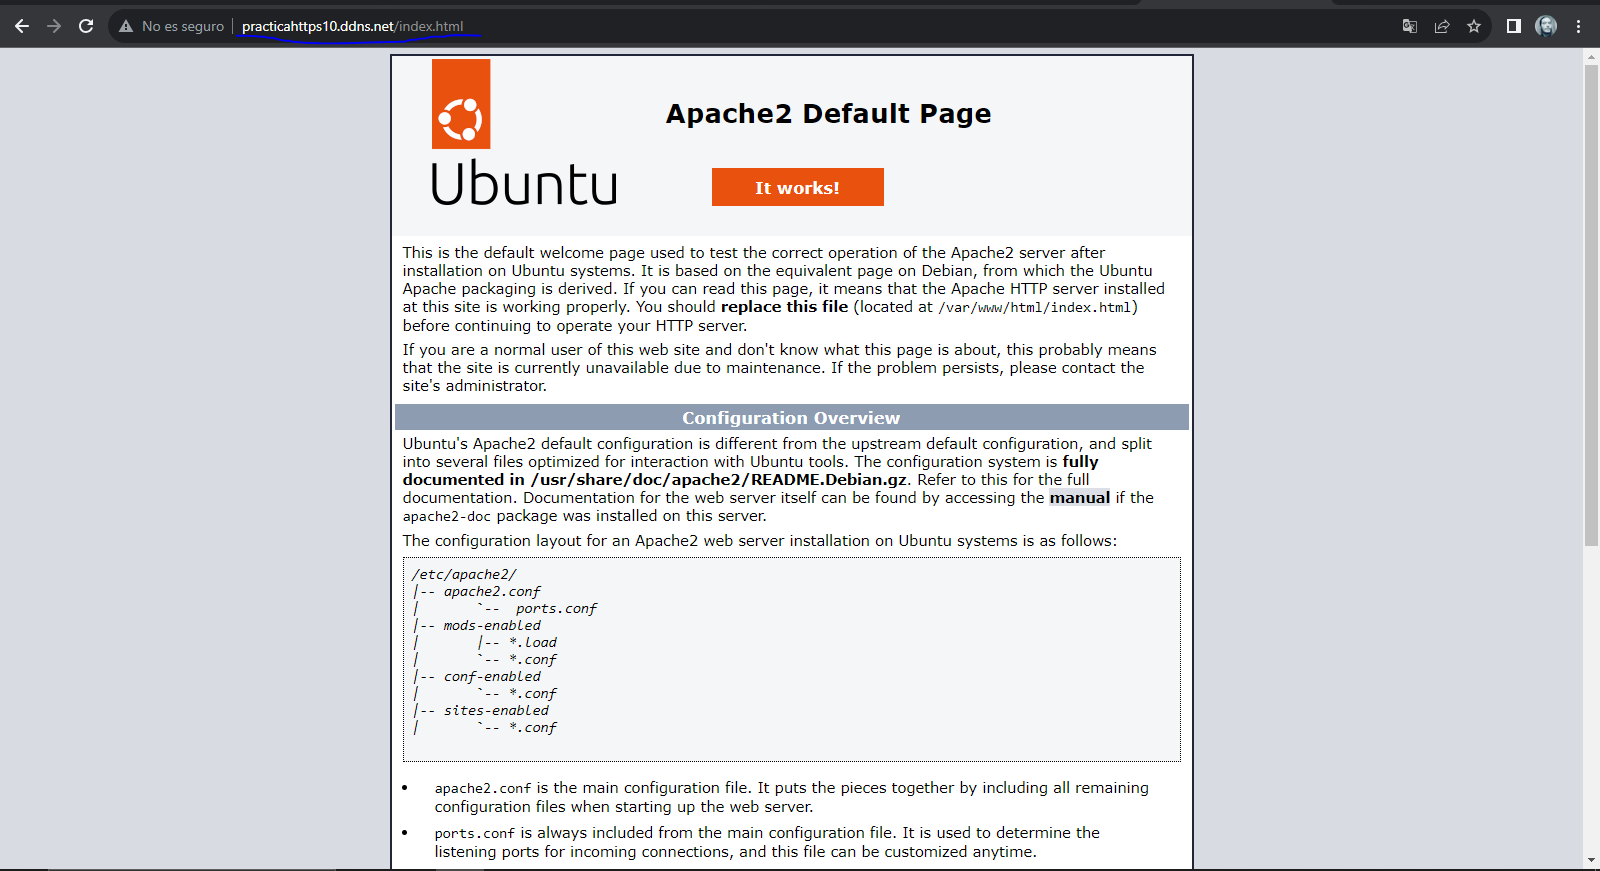 No es seguro | practicahttps10.ddns.net/index.html
Apache2 Default Page
Ubuntu
It works!
This is the default welcome page used to test the correct operation of the Apache2 server after
installation on Ubuntu systems. It is based on the equivalent page on Debian, from which the Ubuntu
Apache packaging is derived. If you can read this page, it means that the Apache HTTP server installed
at this site is working properly. You should replace this file (located at /var/www/html/index.html)
before continuing to operate your HTTP server.
If you are a normal user of this web site and don't know what this page is about, this probably means
that the site is currently unavailable due to maintenance. If the problem persists, please contact the
site's administrator.
Configuration Overview
Ubuntu's Apache2 default configuration is different from the upstream default configuration, and split
into several files optimized for interaction with Ubuntu tools. The configuration system is fully
documented in /usr/share/doc/apache2/README.Debian.gz. Refer to this for the full
documentation. Documentation for the web server itself can be found by accessing the manual if the
apache2-doc package was installed on this server.
The configuration layout for an Apache2 web server installation on Ubuntu systems is as follows:
/etc/apache2/
|-- apache2.conf
|       `--  ports.conf
|-- mods-enabled
|       |-- *.load
|       `-- *.conf
|-- conf-enabled
|       `-- *.conf
|-- sites-enabled
|       `-- *.conf
• apache2.conf is the main configuration file. It puts the pieces together by including all remaining
configuration files when starting up the web server.
• ports.conf is always included from the main configuration file. It is used to determine the
listening ports for incoming connections, and this file can be customized anytime.